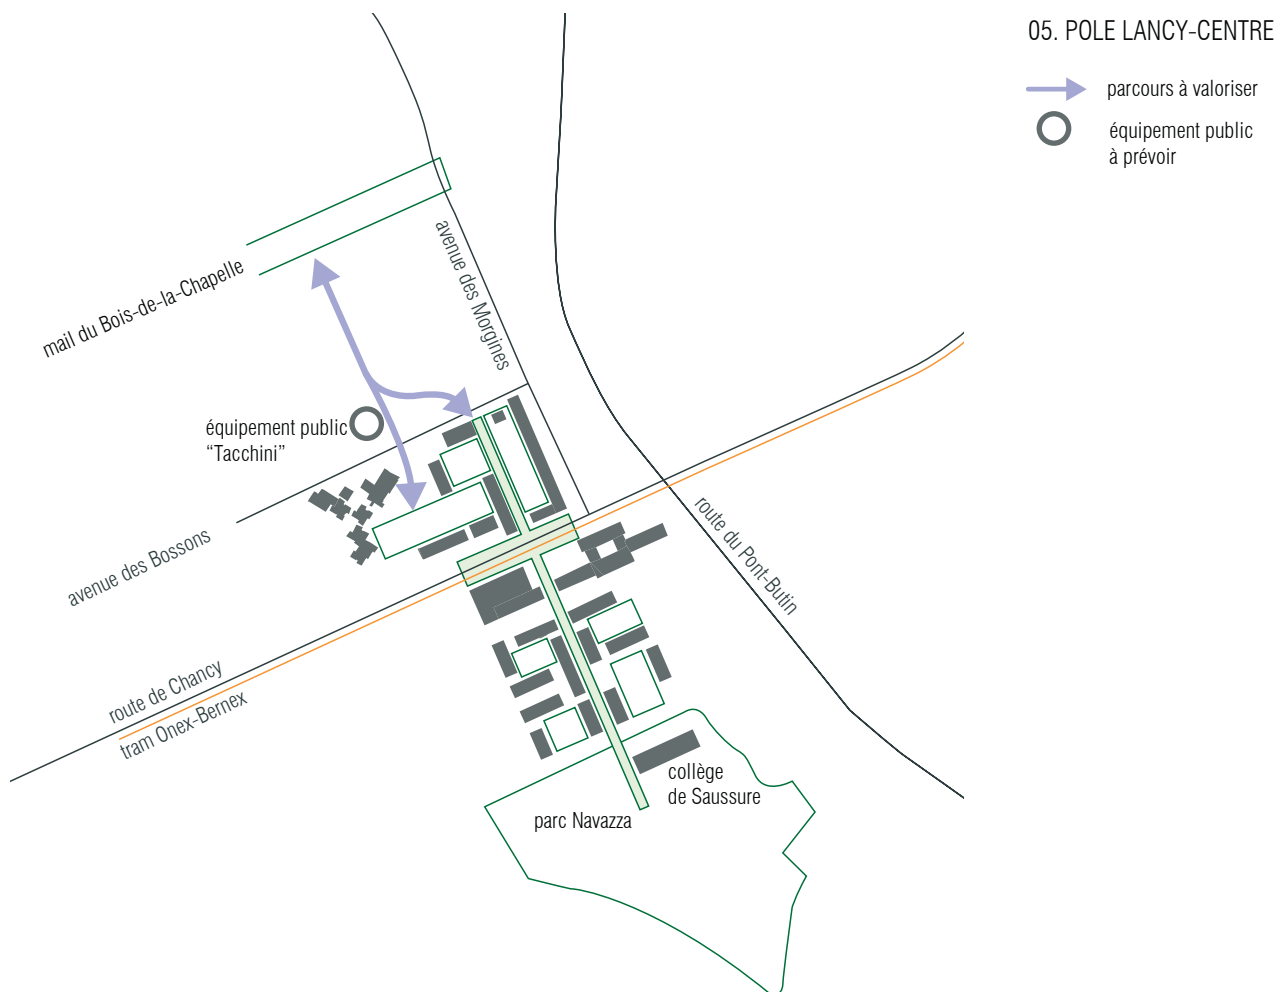 05. POLE LANCY-CENTRE
parcours à valoriser
équipement public
à prévoir
avenue des Morgines
mail du Bois-de-la-Chapelle
équipement public
“Tacchini”
avenue des Bossons
route du Pont-Butin
route de Chancy
tram Onex-Bernex
collège
de Saussure
parc Navazza